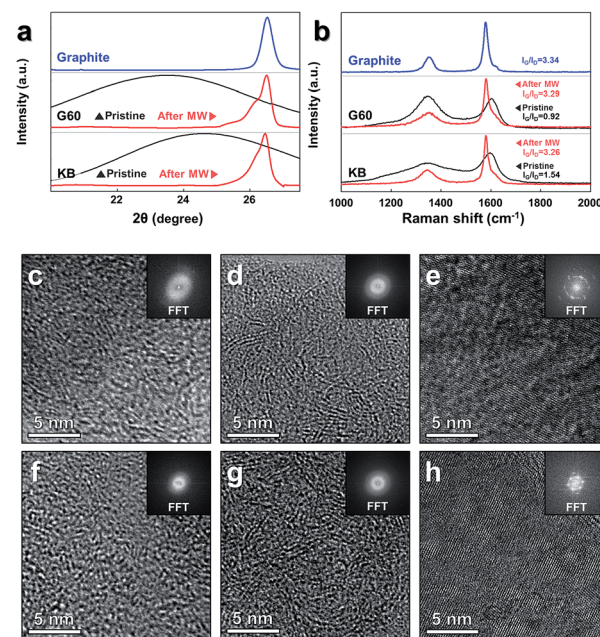 a
Intensity (a.u.)
Graphite
G60
▲Pristine
After MW▶
KB
▲Pristine
After MW▶
22
24
26
2θ (degree)
b
Intensity (a.u.)
Graphite
I_G/I_D=3.34
◀After MW
I_G/I_D=3.29
◀Pristine
I_G/I_D=0.92
G60
◀After MW
I_G/I_D=3.26
◀Pristine
I_G/I_D=1.54
KB
1000
1200
1400
1600
1800
2000
Raman shift (cm⁻¹)
c
FFT
5 nm
d
FFT
5 nm
e
FFT
5 nm
f
FFT
5 nm
g
FFT
5 nm
h
FFT
5 nm